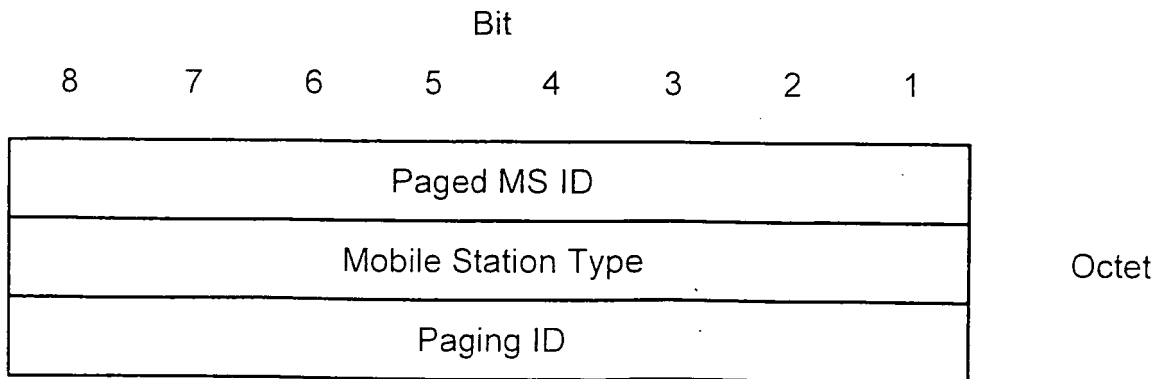 Bit
8 7 6 5 4 3 2 1
Paged MS ID
Mobile Station Type
Octet
Paging ID